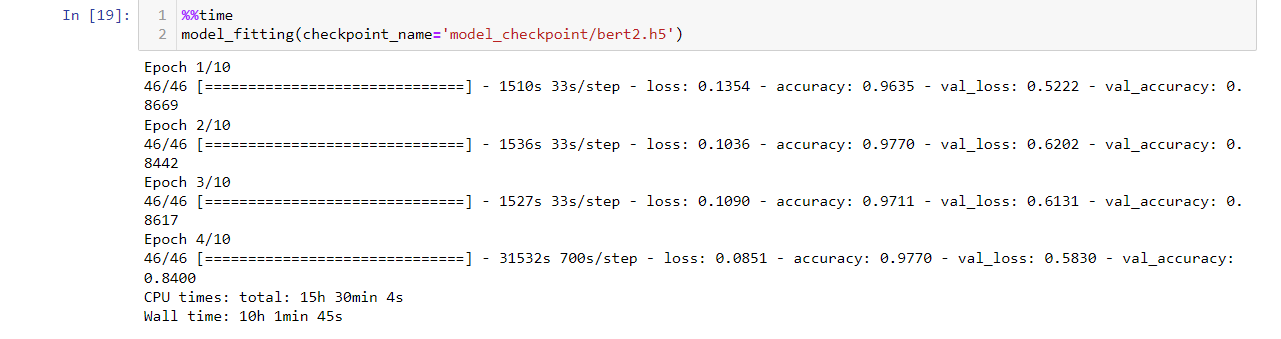 In [19]:
1 %%time
2 model_fitting(checkpoint_name='model_checkpoint/bert2.h5')
Epoch 1/10
46/46 [==============================] - 1510s 33s/step - loss: 0.1354 - accuracy: 0.9635 - val_loss: 0.5222 - val_accuracy: 0.
8669
Epoch 2/10
46/46 [==============================] - 1536s 33s/step - loss: 0.1036 - accuracy: 0.9770 - val_loss: 0.6202 - val_accuracy: 0.
8442
Epoch 3/10
46/46 [==============================] - 1527s 33s/step - loss: 0.1090 - accuracy: 0.9711 - val_loss: 0.6131 - val_accuracy: 0.
8617
Epoch 4/10
46/46 [==============================] - 31532s 700s/step - loss: 0.0851 - accuracy: 0.9770 - val_loss: 0.5830 - val_accuracy:
0.8400
CPU times: total: 15h 30min 4s
Wall time: 10h 1min 45s